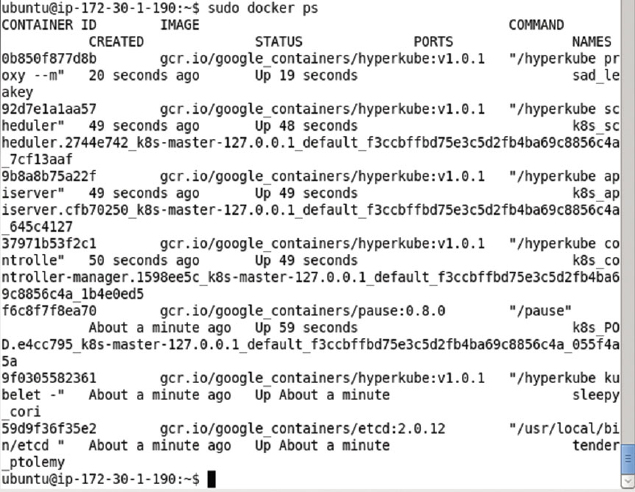 ubuntu@ip-172-30-1-190:~$ sudo docker ps
CONTAINER ID        IMAGE                                       COMMAND
           CREATED              STATUS              PORTS               NAMES
0b850f877d8b        gcr.io/google_containers/hyperkube:v1.0.1   "/hyperkube pr
oxy --m"   20 seconds ago       Up 19 seconds                           sad_le
akey
92d7e1a1aa57        gcr.io/google_containers/hyperkube:v1.0.1   "/hyperkube sc
heduler"   49 seconds ago       Up 48 seconds                           k8s_sc
heduler.2744e742_k8s-master-127.0.0.1_default_f3ccbffbd75e3c5d2fb4ba69c8856c4a
_7cf13aaf
9b8a8b75a22f        gcr.io/google_containers/hyperkube:v1.0.1   "/hyperkube ap
iserver"   49 seconds ago       Up 49 seconds                           k8s_ap
iserver.cfb70250_k8s-master-127.0.0.1_default_f3ccbffbd75e3c5d2fb4ba69c8856c4a
_645c4127
37971b53f2c1        gcr.io/google_containers/hyperkube:v1.0.1   "/hyperkube co
ntrolle"   50 seconds ago       Up 49 seconds                           k8s_co
ntroller-manager.1598ee5c_k8s-master-127.0.0.1_default_f3ccbffbd75e3c5d2fb4ba6
9c8856c4a_1b4e0ed5
f6c8f7f8ea70        gcr.io/google_containers/pause:0.8.0        "/pause"
           About a minute ago   Up 59 seconds                           k8s_PO
D.e4cc795_k8s-master-127.0.0.1_default_f3ccbffbd75e3c5d2fb4ba69c8856c4a_055f4a
5a
9f0305582361        gcr.io/google_containers/hyperkube:v1.0.1   "/hyperkube ku
belet -"   About a minute ago   Up About a minute                       sleepy
_cori
59d9f36f35e2        gcr.io/google_containers/etcd:2.0.12        "/usr/local/bi
n/etcd "   About a minute ago   Up About a minute                       tender
_ptolemy
ubuntu@ip-172-30-1-190:~$